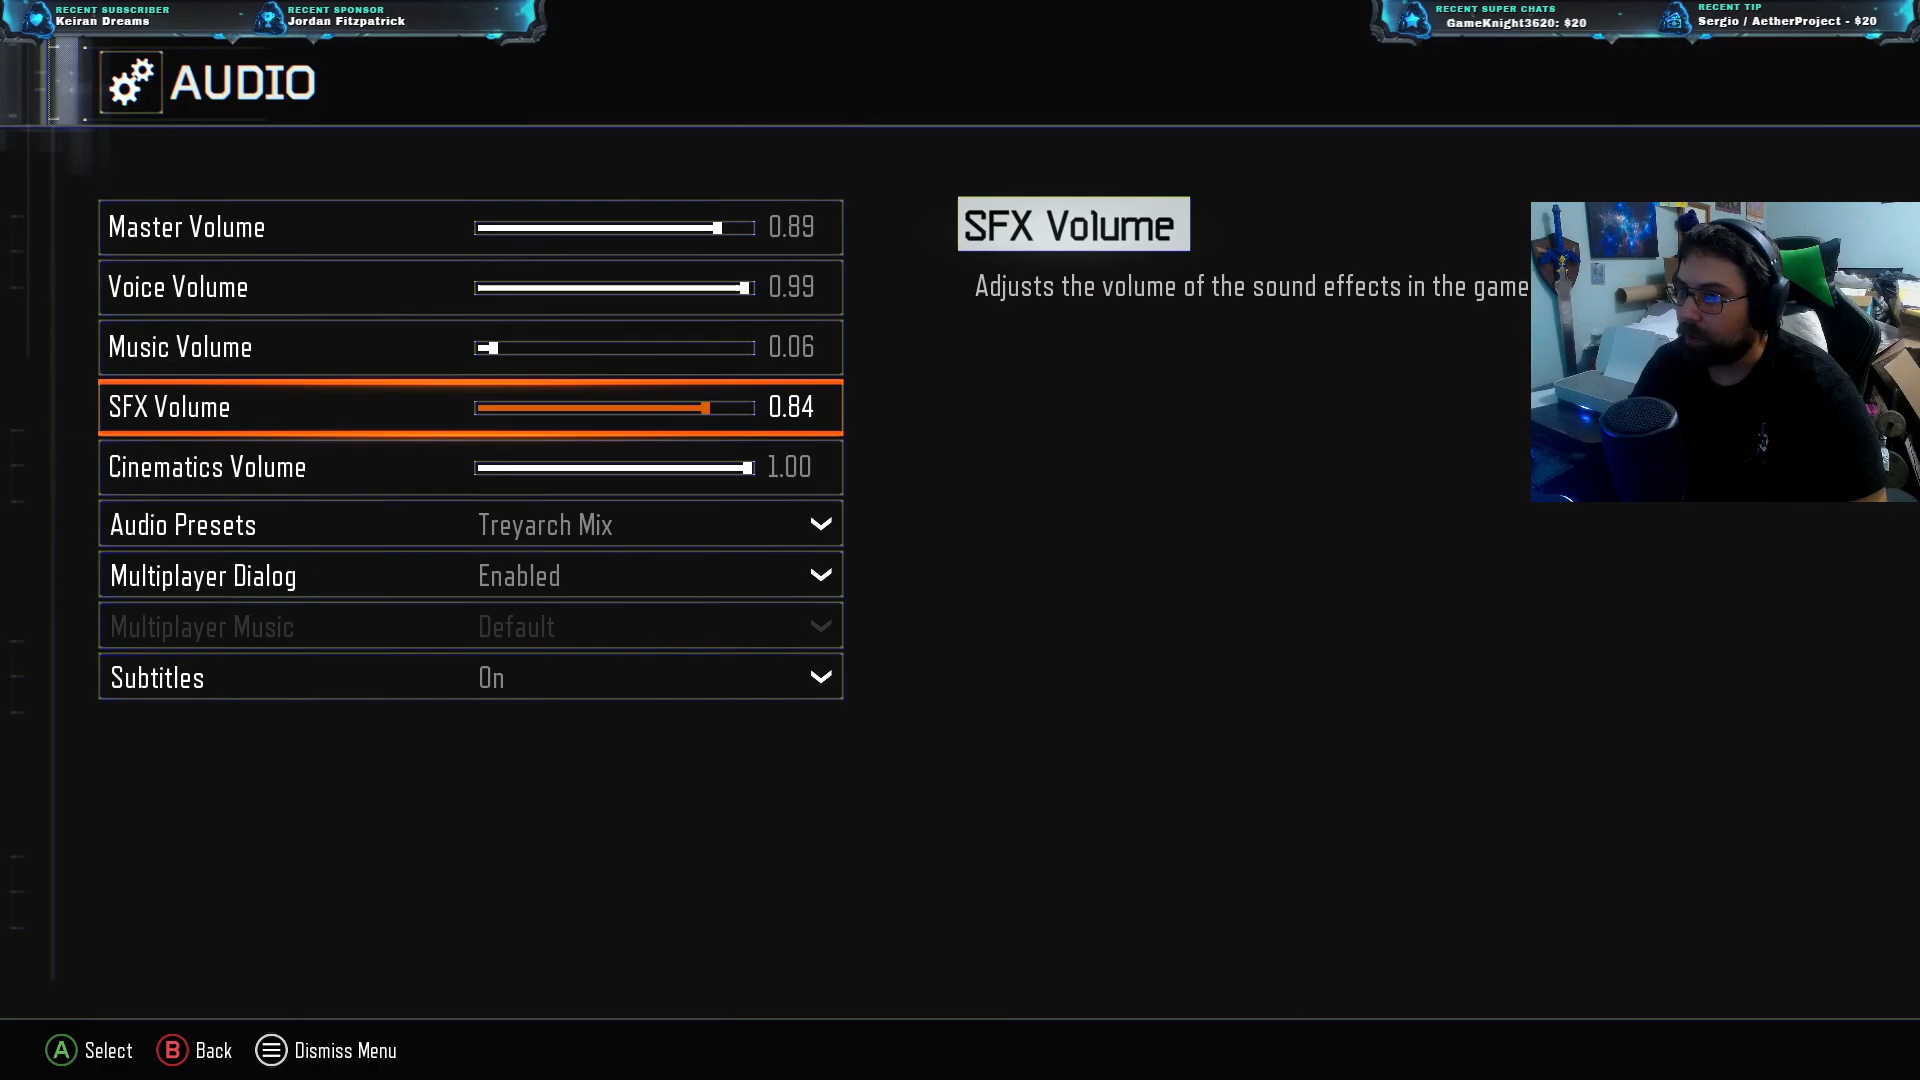 RECENT SUBSCRIBER
Keiran Dreams
RECENT SPONSOR
Jordan Fitzpatrick
RECENT SUPER CHATS
GameKnight3620: $20
RECENT TIP
Sergio / AetherProject - $20
AUDIO
Master Volume 0.89
Voice Volume 0.99
Music Volume 0.06
SFX Volume 0.84
Cinematics Volume 1.00
Audio Presets Treyarch Mix
Multiplayer Dialog Enabled
Multiplayer Music Default
Subtitles On
SFX Volume
Adjusts the volume of the sound effects in the game
A Select B Back Dismiss Menu